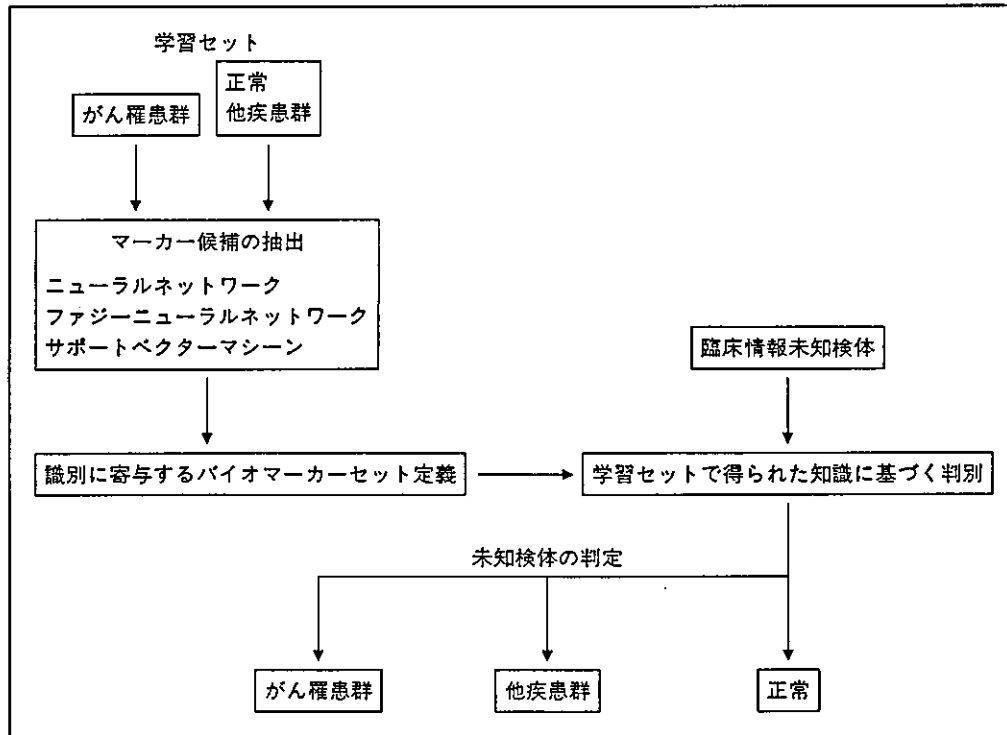 学習セット
がん罹患群
正常
他疾患群
マーカー候補の抽出
ニューラルネットワーク
ファジーニューラルネットワーク
サポートベクターマシーン
臨床情報未知検体
識別に寄与するバイオマーカーセット定義
学習セットで得られた知識に基づく判別
未知検体の判定
がん罹患群
他疾患群
正常